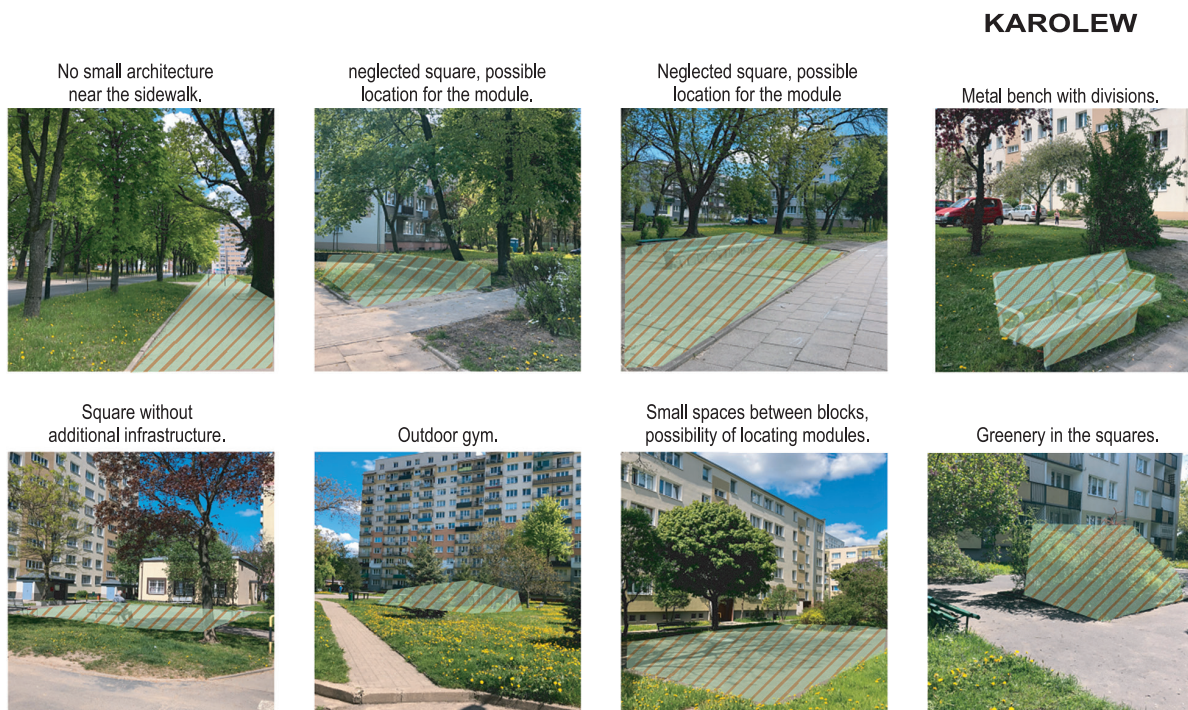 KAROLEW
No small architecture
near the sidewalk.
neglected square, possible
location for the module.
Neglected square, possible
location for the module
Metal bench with divisions.
Square without
additional infrastructure.
Outdoor gym.
Small spaces between blocks,
possibility of locating modules.
Greenery in the squares.